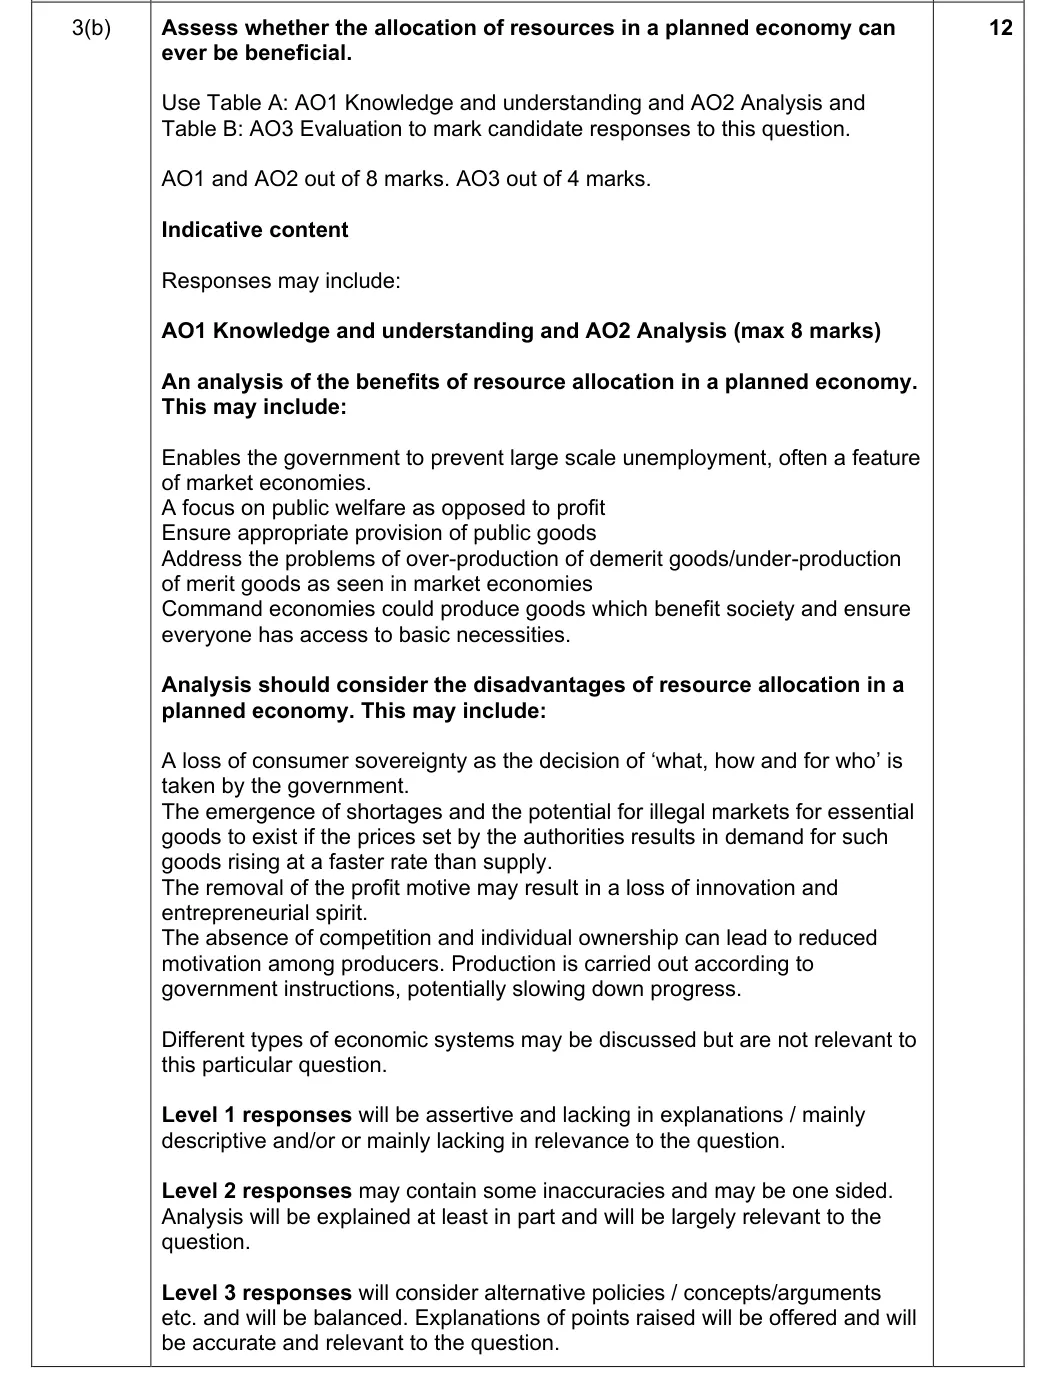 3(b)
Assess whether the allocation of resources in a planned economy can
ever be beneficial.
12
Use Table A: AO1 Knowledge and understanding and AO2 Analysis and
Table B: AO3 Evaluation to mark candidate responses to this question.
AO1 and AO2 out of 8 marks. AO3 out of 4 marks.
Indicative content
Responses may include:
AO1 Knowledge and understanding and AO2 Analysis (max 8 marks)
An analysis of the benefits of resource allocation in a planned economy.
This may include:
Enables the government to prevent large scale unemployment, often a feature
of market economies.
A focus on public welfare as opposed to profit
Ensure appropriate provision of public goods
Address the problems of over-production of demerit goods/under-production
of merit goods as seen in market economies
Command economies could produce goods which benefit society and ensure
everyone has access to basic necessities.
Analysis should consider the disadvantages of resource allocation in a
planned economy. This may include:
A loss of consumer sovereignty as the decision of ‘what, how and for who’ is
taken by the government.
The emergence of shortages and the potential for illegal markets for essential
goods to exist if the prices set by the authorities results in demand for such
goods rising at a faster rate than supply.
The removal of the profit motive may result in a loss of innovation and
entrepreneurial spirit.
The absence of competition and individual ownership can lead to reduced
motivation among producers. Production is carried out according to
government instructions, potentially slowing down progress.
Different types of economic systems may be discussed but are not relevant to
this particular question.
Level 1 responses will be assertive and lacking in explanations / mainly
descriptive and/or or mainly lacking in relevance to the question.
Level 2 responses may contain some inaccuracies and may be one sided.
Analysis will be explained at least in part and will be largely relevant to the
question.
Level 3 responses will consider alternative policies / concepts/arguments
etc. and will be balanced. Explanations of points raised will be offered and will
be accurate and relevant to the question.